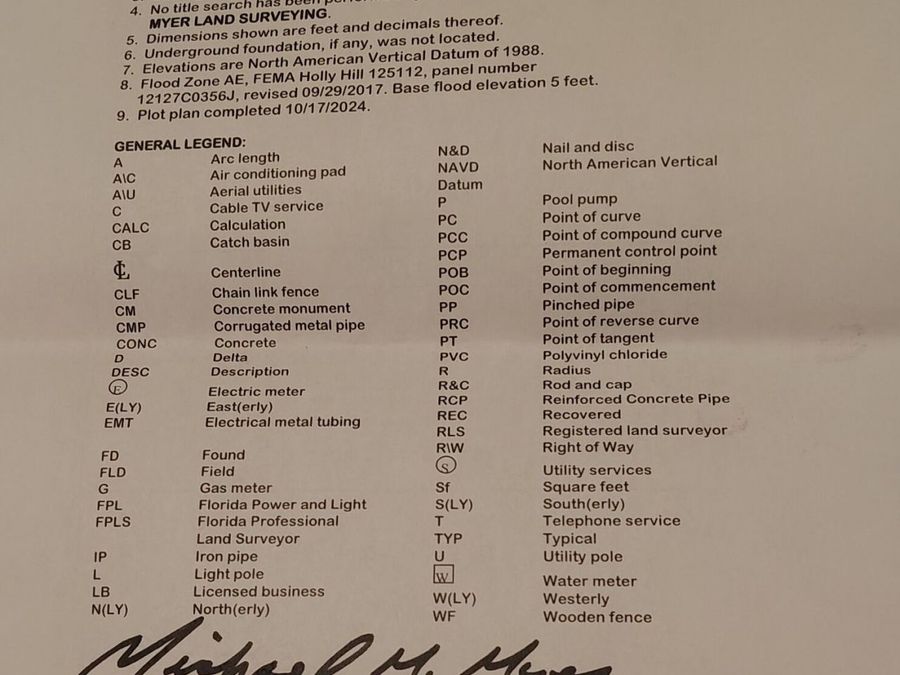 4. No title search has been
MYER LAND SURVEYING.
5. Dimensions shown are feet and decimals thereof.
6. Underground foundation, if any, was not located.
7. Elevations are North American Vertical Datum of 1988.
8. Flood Zone AE, FEMA Holly Hill 125112, panel number
12127C0356J, revised 09/29/2017. Base flood elevation 5 feet.
9. Plot plan completed 10/17/2024.
GENERAL LEGEND:
A Arc length
A\C Air conditioning pad
A\U Aerial utilities
C Cable TV service
CALC Calculation
CB Catch basin
℄ Centerline
CLF Chain link fence
CM Concrete monument
CMP Corrugated metal pipe
CONC Concrete
D Delta
DESC Description
Ⓔ Electric meter
E(LY) East(erly)
EMT Electrical metal tubing
FD Found
FLD Field
G Gas meter
FPL Florida Power and Light
FPLS Florida Professional
Land Surveyor
IP Iron pipe
L Light pole
LB Licensed business
N(LY) North(erly)
N&D Nail and disc
NAVD North American Vertical
Datum
P Pool pump
PC Point of curve
PCC Point of compound curve
PCP Permanent control point
POB Point of beginning
POC Point of commencement
PP Pinched pipe
PRC Point of reverse curve
PT Point of tangent
PVC Polyvinyl chloride
R Radius
R&C Rod and cap
RCP Reinforced Concrete Pipe
REC Recovered
RLS Registered land surveyor
R\W Right of Way
Ⓢ Utility services
Sf Square feet
S(LY) South(erly)
T Telephone service
TYP Typical
U Utility pole
W Water meter
W(LY) Westerly
WF Wooden fence
Michael M. Myer